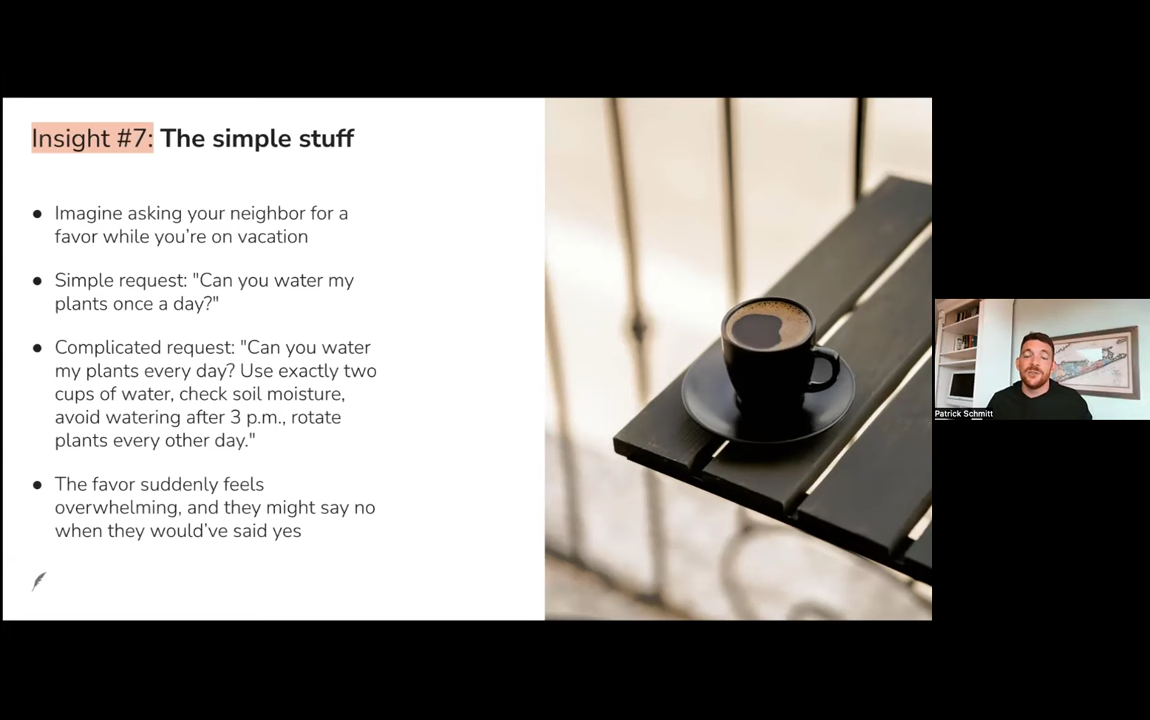 Insight #7: The simple stuff
● Imagine asking your neighbor for a
favor while you’re on vacation
● Simple request: "Can you water my
plants once a day?"
● Complicated request: "Can you water
my plants every day? Use exactly two
cups of water, check soil moisture,
avoid watering after 3 p.m., rotate
plants every other day."
● The favor suddenly feels
overwhelming, and they might say no
when they would’ve said yes
Patrick Schmitt